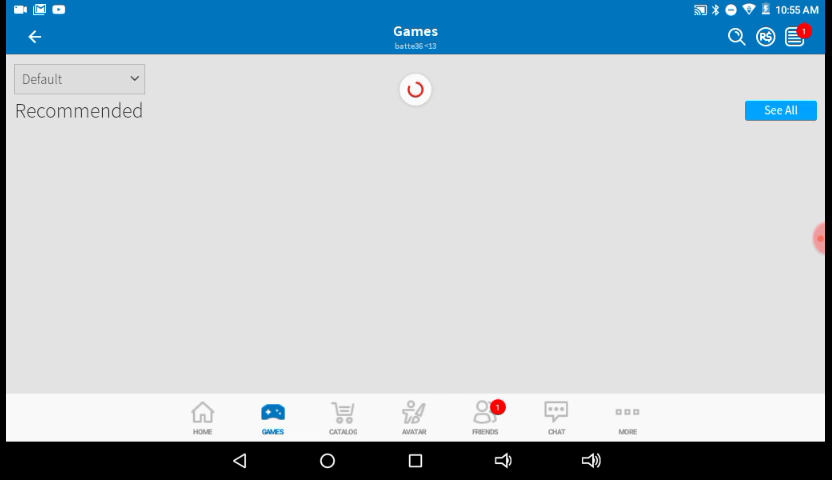 10:55 AM
Games
batte36 <13
R$
1
Default
Recommended
See All
1
HOME
GAMES
CATALOG
AVATAR
FRIENDS
CHAT
MORE